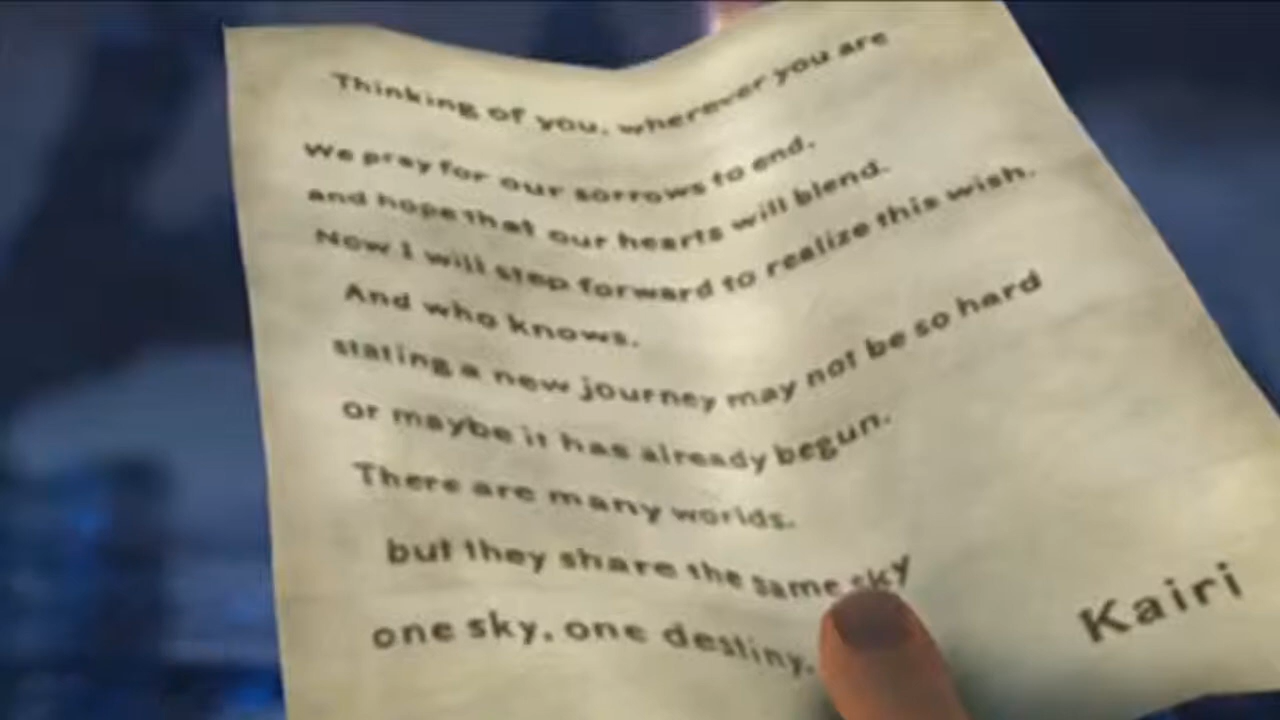 Thinking of you, wherever you are
We pray for our sorrows to end,
and hope that our hearts will blend.
Now I will step forward to realize this wish.
And who knows.
stating a new journey may not be so hard
or maybe it has already begun.
There are many worlds.
but they share the same sky
one sky, one destiny.
Kairi